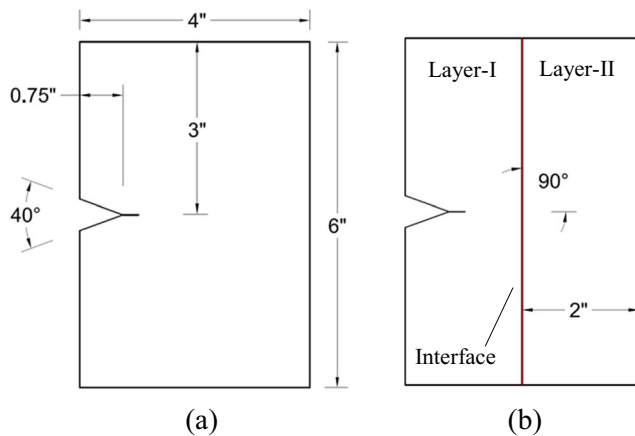 4"
0.75"
3"
40°
6"
(a)
Layer-I
Layer-II
90°
2"
Interface
(b)